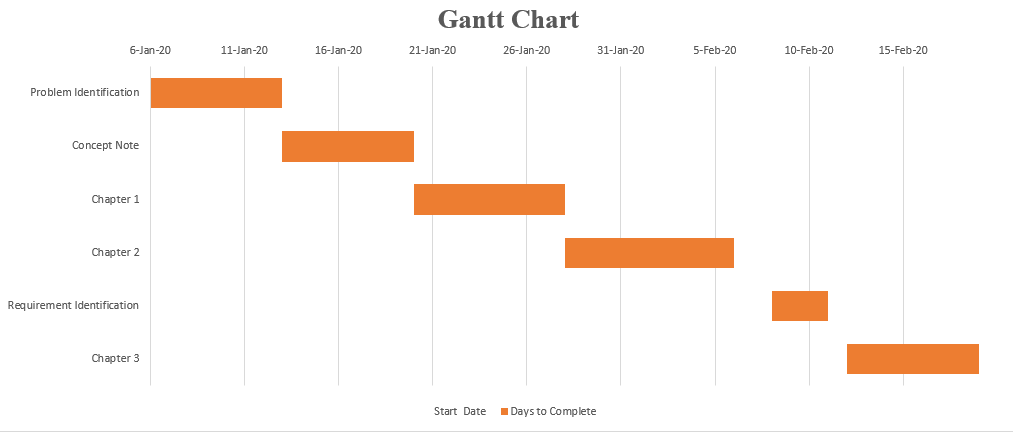 Gantt Chart
6-Jan-20 11-Jan-20 16-Jan-20 21-Jan-20 26-Jan-20 31-Jan-20 5-Feb-20 10-Feb-20 15-Feb-20
Problem Identification
Concept Note
Chapter 1
Chapter 2
Requirement Identification
Chapter 3
Start Date Days to Complete